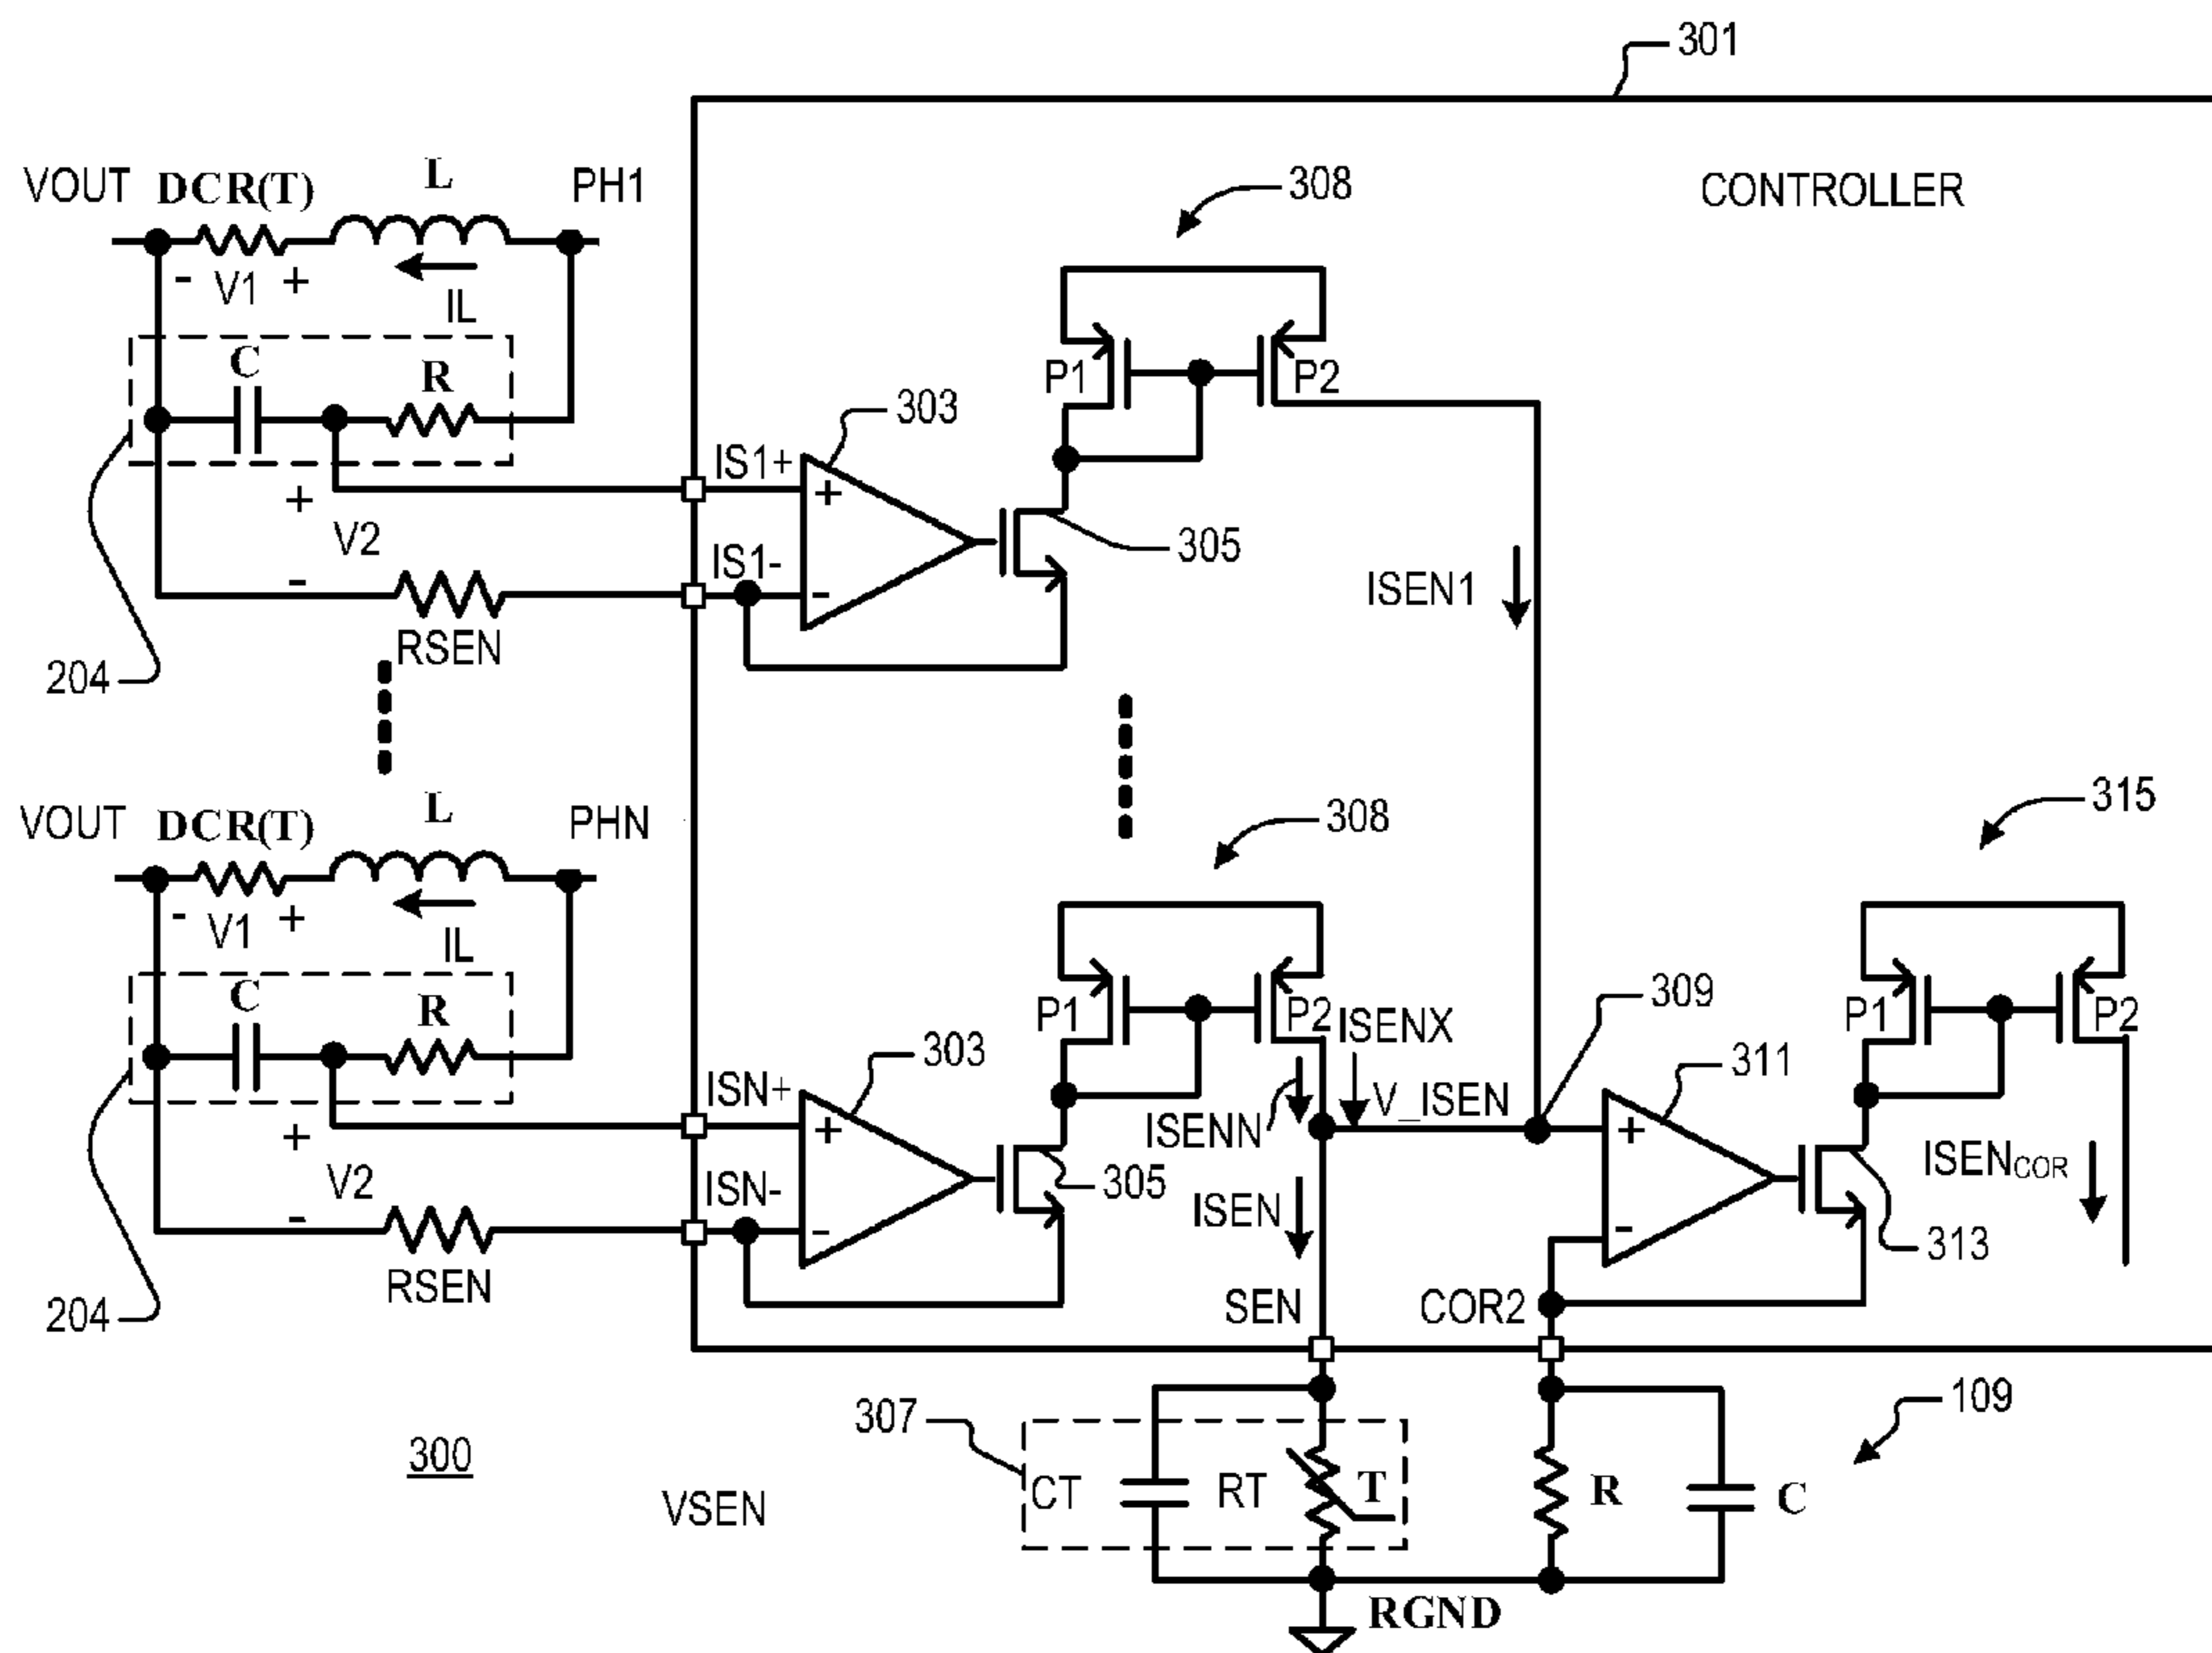 301
CONTROLLER
VOUT DCR(T) L PH1
- V1 +
IL
C
R
204
+
V2
-
RSEN
IS1+
IS1-
303
+
-
305
308
P1
P2
ISEN1
VOUT DCR(T) L PHN
- V1 +
IL
C
R
204
+
V2
-
RSEN
ISN+
ISN-
303
+
-
305
308
P1
P2
ISENX
ISENN
V_ISEN
ISEN
SEN
309
311
+
-
COR2
313
315
P1
P2
ISENCOR
307
CT
RT
T
R
C
109
300
VSEN
RGND